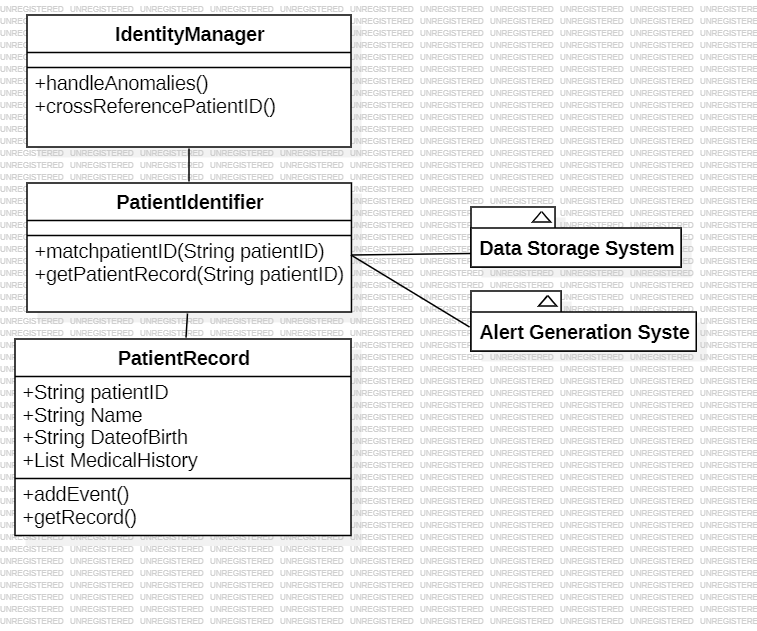 IdentityManager
+handleAnomalies()
+crossReferencePatientID()
PatientIdentifier
+matchpatientID(String patientID)
+getPatientRecord(String patientID)
Data Storage System
Alert Generation Syste
PatientRecord
+String patientID
+String Name
+String DateofBirth
+List MedicalHistory
+addEvent()
+getRecord()
UNREGISTERED